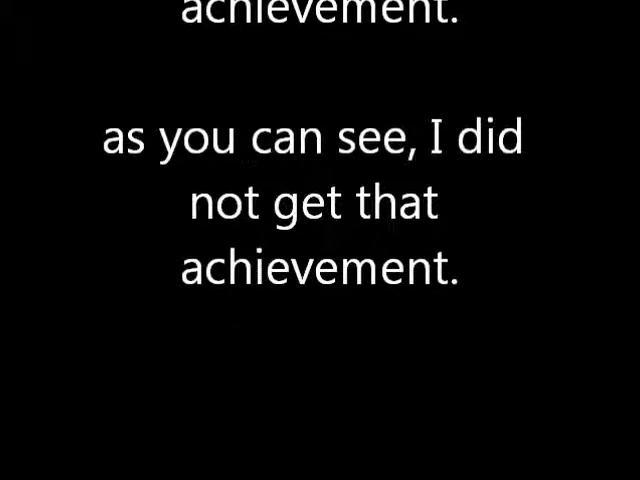 achievement.
as you can see, I did
not get that
achievement.